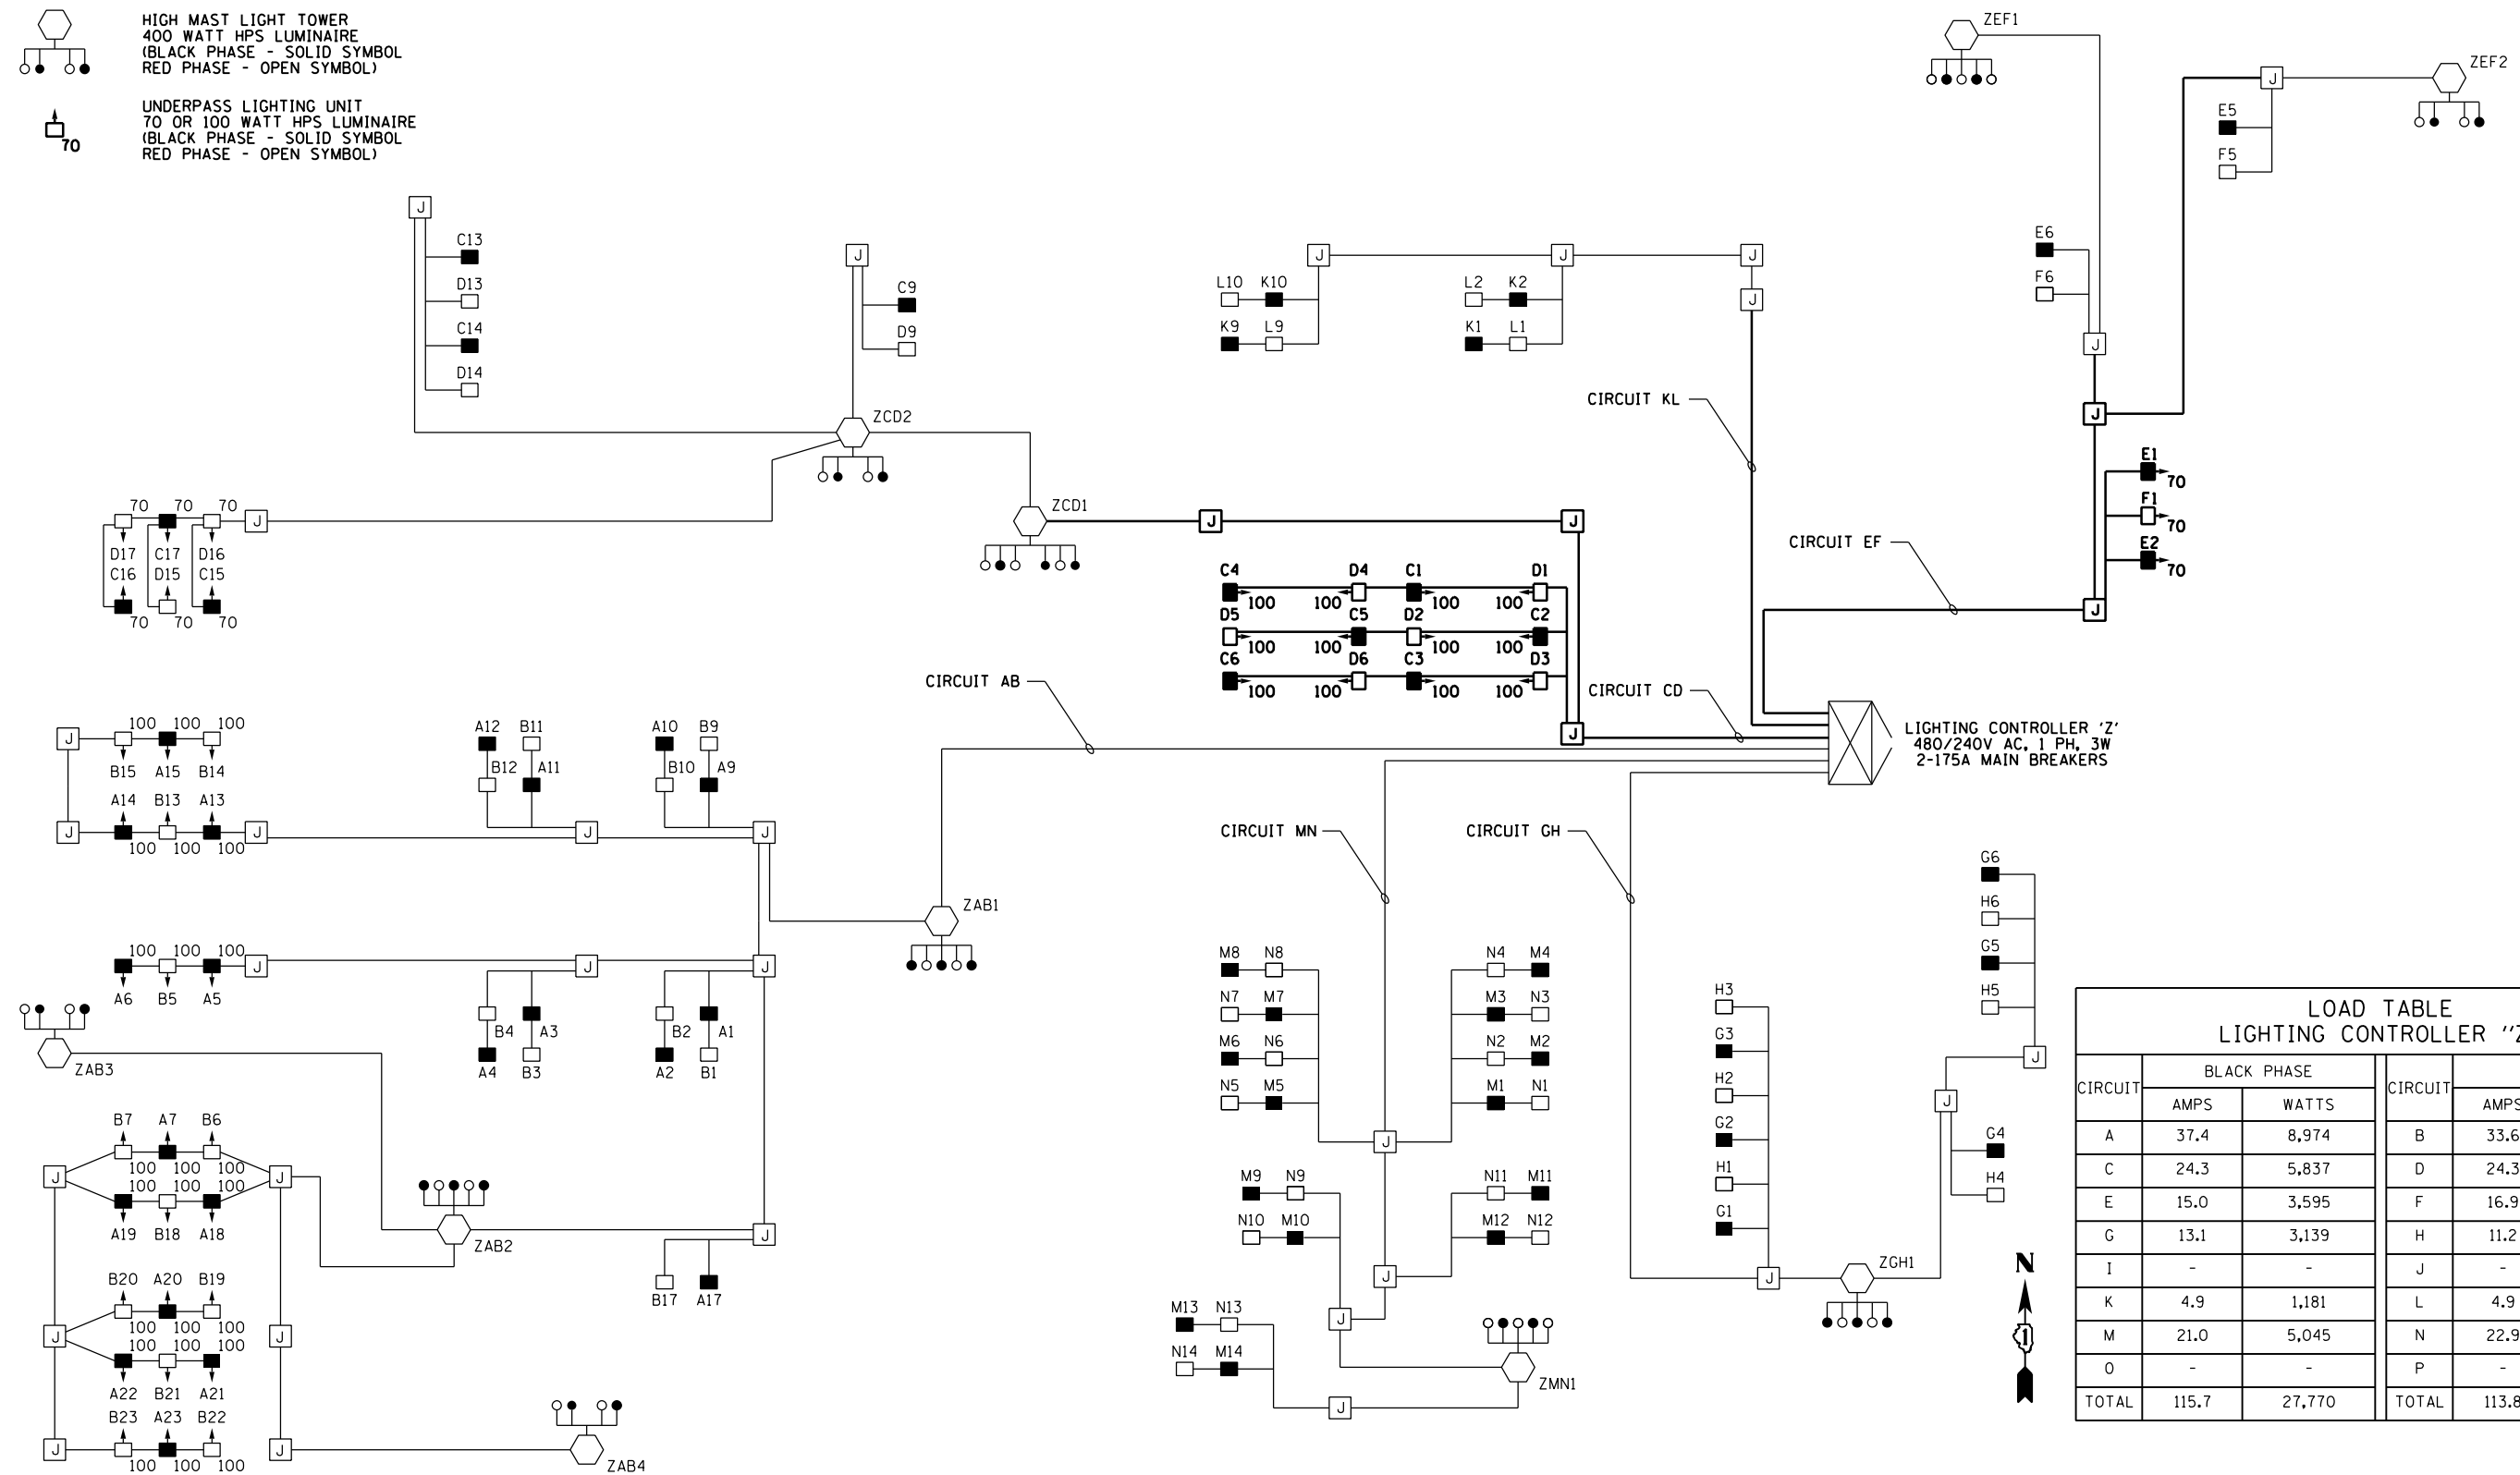 HIGH MAST LIGHT TOWER
400 WATT HPS LUMINAIRE
(BLACK PHASE - SOLID SYMBOL
RED PHASE - OPEN SYMBOL)
UNDERPASS LIGHTING UNIT
70 OR 100 WATT HPS LUMINAIRE
(BLACK PHASE - SOLID SYMBOL
RED PHASE - OPEN SYMBOL)
70
ZEF1
ZEF2
J
E5
F5
E6
F6
J
J
E1
70
F1
70
E2
70
J
CIRCUIT EF
J
C13
D13
C14
D14
J
C9
D9
ZCD2
J J J
L10 K10 L2 K2
J
K9 L9 K1 L1
CIRCUIT KL
ZCD1
J J
70 70 70
J
D17 C17 D16
C16 D15 C15
70 70 70
C4 D4 C1 D1
100 100 100 100
D5 C5 D2 C2
100 100 100 100
C6 D6 C3 D3
100 100 100 100
J
CIRCUIT AB
CIRCUIT CD
LIGHTING CONTROLLER 'Z'
480/240V AC, 1 PH, 3W
2-175A MAIN BREAKERS
100 100 100
J
B15 A15 B14
A14 B13 A13
J J
100 100 100
A12 B11 A10 B9
B12 A11 B10 A9
J J
CIRCUIT MN
CIRCUIT GH
ZAB1
100 100 100
J J J
A6 B5 A5
B4 A3 B2 A1
A4 B3 A2 B1
ZAB3
B7 A7 B6
100 100 100
J J
100 100 100
A19 B18 A18
ZAB2
J
B17 A17
B20 A20 B19
100 100 100
J J
100 100 100
A22 B21 A21
B23 A23 B22
J J
100 100 100
ZAB4
M8 N8 N4 M4
N7 M7 M3 N3
M6 N6 N2 M2
N5 M5 M1 N1
J
M9 N9 N11 M11
N10 M10 M12 N12
J
M13 N13
J
N14 M14
ZMN1
J
H3
G3
H2
G2
H1
G1
J
ZGH1
G6
H6
G5
H5
J
J
G4
H4
N
1
LOAD TABLE
LIGHTING CONTROLLER "Z
CIRCUIT BLACK PHASE CIRCUIT
AMPS WATTS AMPS
A 37.4 8,974 B 33.6
C 24.3 5,837 D 24.3
E 15.0 3,595 F 16.9
G 13.1 3,139 H 11.2
I - - J -
K 4.9 1,181 L 4.9
M 21.0 5,045 N 22.9
O - - P -
TOTAL 115.7 27,770 TOTAL 113.8